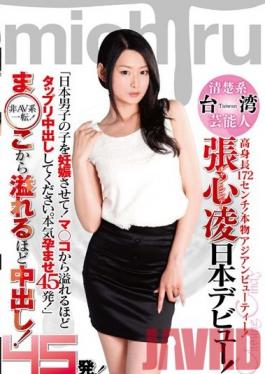 michiru
清楚系
台湾
Taiwan
芸能人
高身長172センチ!本物アジアンビューティー
張心凌日本デビュー!
「日本男子の子を妊娠させて!マ○コから溢れるほど
タップリ中出ししてください。本気孕ませ45発!」
非AV系一転!
ま○こから溢れるほど中出し!
45発!